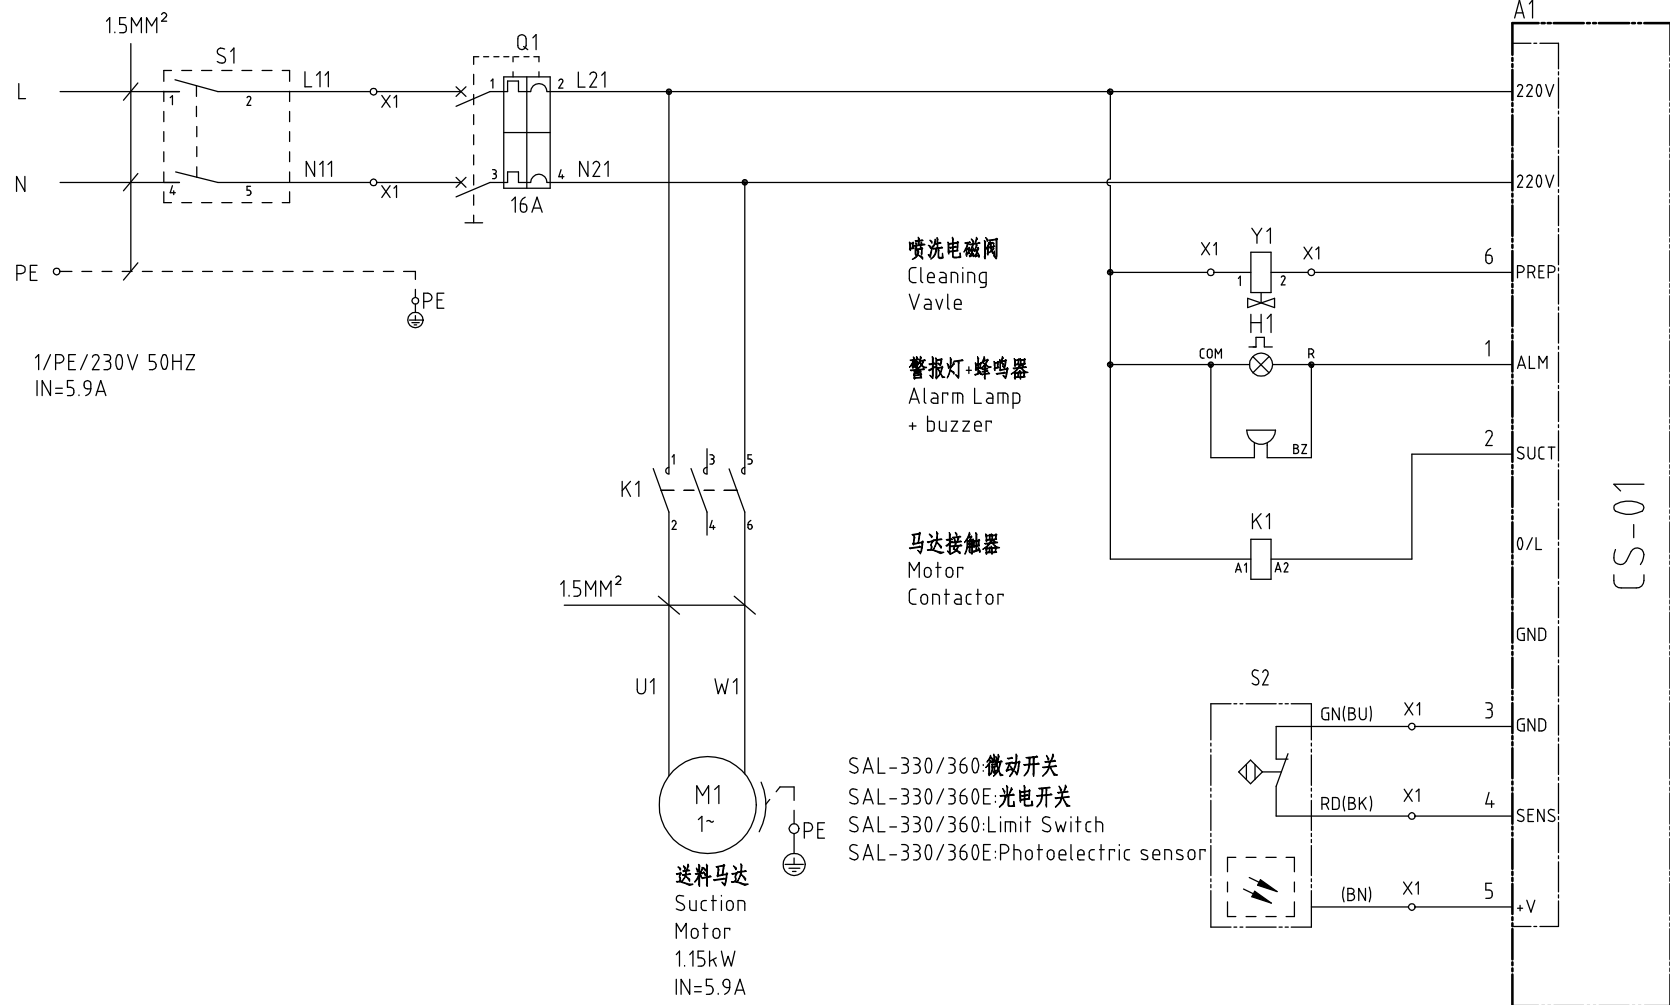 A1
1.5MM²
S1
Q1
L
1
2
L11
X1
1
2
L21
220V
N
4
5
N11
X1
3
4
N21
220V
16A
PE
PE
1/PE/230V 50HZ
IN=5.9A
喷洗电磁阀
Cleaning
Vavle
X1
Y1
X1
1
2
6
PREP
警报灯+蜂鸣器
Alarm Lamp
+ buzzer
H1
COM
R
1
ALM
BZ
2
SUCT
K1
1
3
5
2
4
6
马达接触器
Motor
Contactor
K1
A1
A2
0/L
CS-01
1.5MM²
GND
U1
W1
S2
GN(BU)
X1
3
GND
M1
1~
PE
SAL-330/360:微动开关
SAL-330/360E:光电开关
SAL-330/360:Limit Switch
SAL-330/360E:Photoelectric sensor
RD(BK)
X1
4
SENS
(BN)
X1
5
+V
送料马达
Suction
Motor
1.15kW
IN=5.9A